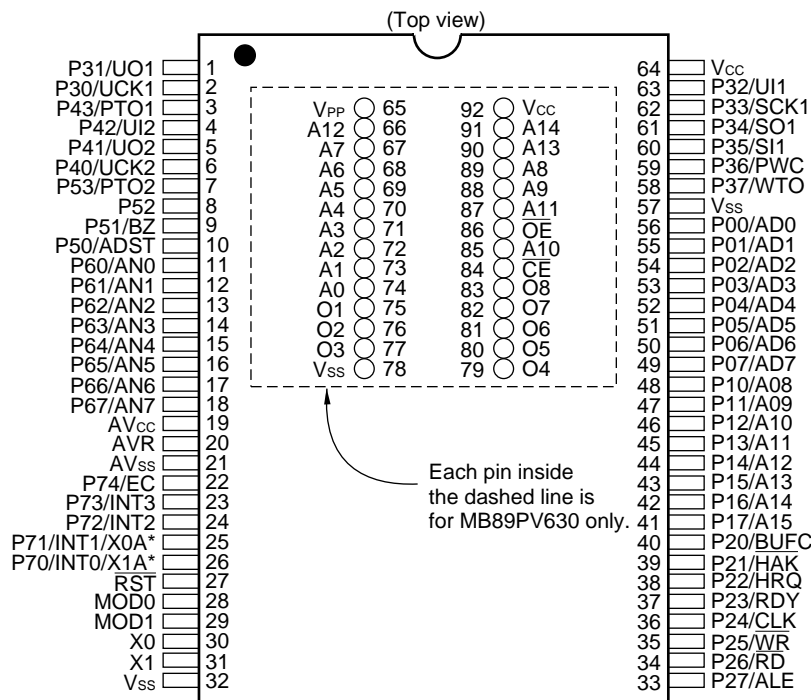 (Top view)
P31/UO1 1
P30/UCK1 2
P43/PTO1 3
P42/UI2 4
P41/UO2 5
P40/UCK2 6
P53/PTO2 7
P52 8
P51/BZ 9
P50/ADST 10
P60/AN0 11
P61/AN1 12
P62/AN2 13
P63/AN3 14
P64/AN4 15
P65/AN5 16
P66/AN6 17
P67/AN7 18
AVCC 19
AVR 20
AVSS 21
P74/EC 22
P73/INT3 23
P72/INT2 24
P71/INT1/X0A* 25
P70/INT0/X1A* 26
RST 27
MOD0 28
MOD1 29
X0 30
X1 31
VSS 32
VPP 65
A12 66
A7 67
A6 68
A5 69
A4 70
A3 71
A2 72
A1 73
A0 74
O1 75
O2 76
O3 77
VSS 78
92 VCC
91 A14
90 A13
89 A8
88 A9
87 A11
86 OE
85 A10
84 CE
83 O8
82 O7
81 O6
80 O5
79 O4
Each pin inside
the dashed line is
for MB89PV630 only.
64 VCC
63 P32/UI1
62 P33/SCK1
61 P34/SO1
60 P35/SI1
59 P36/PWC
58 P37/WTO
57 VSS
56 P00/AD0
55 P01/AD1
54 P02/AD2
53 P03/AD3
52 P04/AD4
51 P05/AD5
50 P06/AD6
49 P07/AD7
48 P10/A08
47 P11/A09
46 P12/A10
45 P13/A11
44 P14/A12
43 P15/A13
42 P16/A14
41 P17/A15
40 P20/BUFC
39 P21/HAK
38 P22/HRQ
37 P23/RDY
36 P24/CLK
35 P25/WR
34 P26/RD
33 P27/ALE